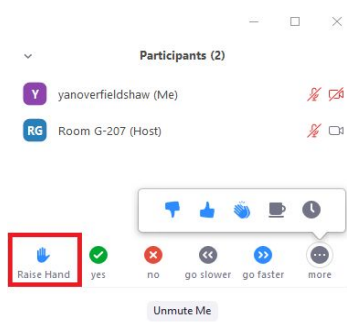 Participants (2)
Y yanoverfieldshaw (Me)
RG Room G-207 (Host)
Raise Hand yes no go slower go faster more
Unmute Me